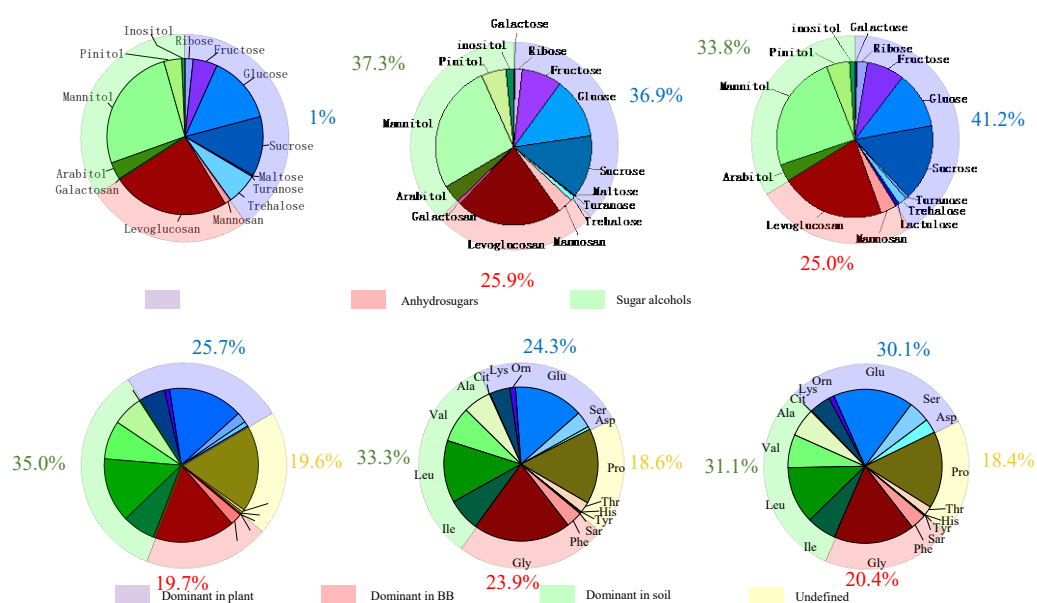 Inositol
Ribose
Fructose
Pinitol
Glucose
Mannitol
1%
Sucrose
Arabitol
Maltose
Galactosan
Turanose
Trehalose
Mannosan
Levoglucosan
Galactose
inositol
Ribose
37.3%
Pinitol
Fructose
Gluose
36.9%
Mannitol
Sucrose
Arabitol
Maltose
Turanose
Galactosan
Trehalose
Levoglucosan
Mannosan
25.9%
inositol
Galactose
33.8%
Pinitol
Ribose
Fructose
Mannitol
Gluose
41.2%
Sucrose
Arabitol
Turanose
Trehalose
Levoglucosan
Lactulose
Mannosan
25.0%
Anhydrosugars
Sugar alcohols
25.7%
35.0%
19.6%
19.7%
24.3%
Lys
Orn
Cit
Glu
Ala
Ser
Val
Asp
33.3%
Leu
Pro
18.6%
Thr
His
Ile
Tyr
Sar
Phe
Gly
23.9%
30.1%
Glu
Orn
Lys
Cit
Ser
Ala
Asp
Val
31.1%
Pro
18.4%
Leu
Thr
His
Tyr
Sar
Ile
Phe
Gly
20.4%
Dominant in plant
Dominant in BB
Dominant in soil
Undefined